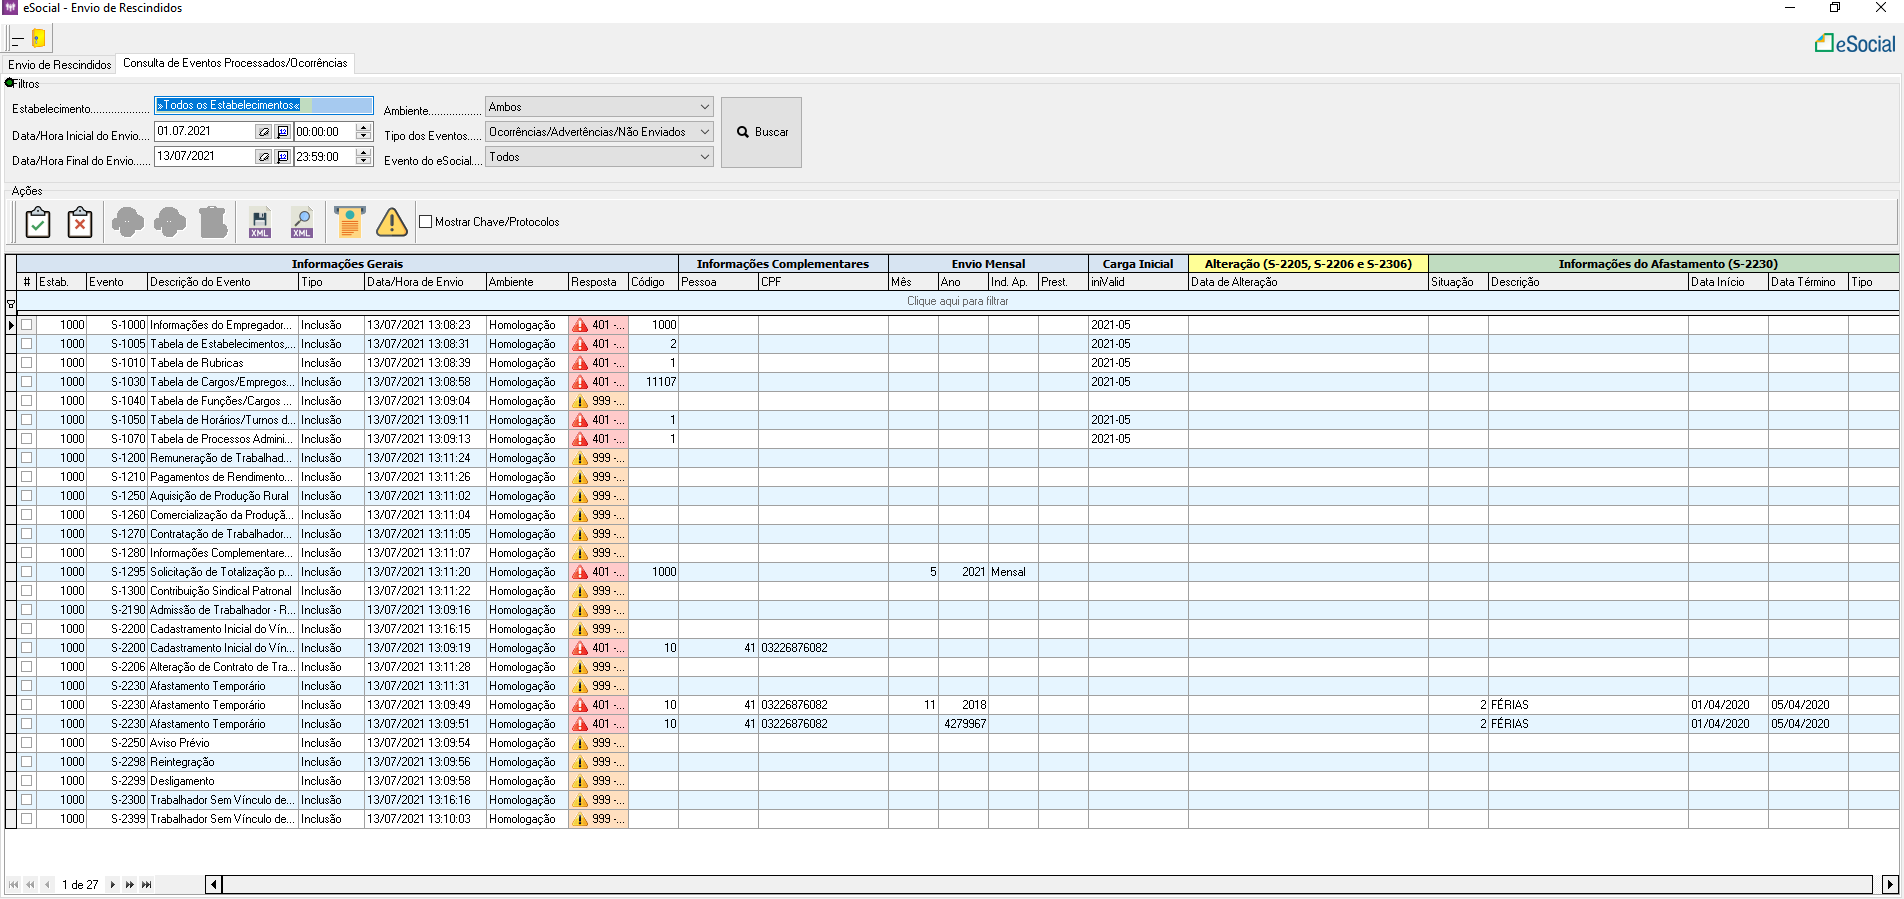 eSocial - Envio de Rescindidos
eSocial
Envio de Rescindidos Consulta de Eventos Processados/Ocorrências
Filtros
Estabelecimento.................... »Todos os Estabelecimentos« Ambiente.................. Ambos
Data/Hora Inicial do Envio.... 01.07.2021 00:00:00 Tipo dos Eventos..... Ocorrências/Advertências/Não Enviados Buscar
Data/Hora Final do Envio...... 13/07/2021 23:59:00 Evento do eSocial.... Todos
Ações
XML XML Mostrar Chave/Protocolos
Informações Gerais Informações Complementares Envio Mensal Carga Inicial Alteração (S-2205, S-2206 e S-2306) Informações do Afastamento (S-2230)
# Estab. Evento Descrição do Evento Tipo Data/Hora de Envio Ambiente Resposta Código Pessoa CPF Mês Ano Ind. Ap. Prest. iniValid Data de Alteração Situação Descrição Data Início Data Término Tipo
Clique aqui para filtrar
1000 S-1000 Informações do Empregador... Inclusão 13/07/2021 13:08:23 Homologação 401 -... 1000 2021-05
1000 S-1005 Tabela de Estabelecimentos,... Inclusão 13/07/2021 13:08:31 Homologação 401 -... 2 2021-05
1000 S-1010 Tabela de Rubricas Inclusão 13/07/2021 13:08:39 Homologação 401 -... 1 2021-05
1000 S-1030 Tabela de Cargos/Empregos... Inclusão 13/07/2021 13:08:58 Homologação 401 -... 11107 2021-05
1000 S-1040 Tabela de Funções/Cargos ... Inclusão 13/07/2021 13:09:04 Homologação 999 -...
1000 S-1050 Tabela de Horários/Turnos d... Inclusão 13/07/2021 13:09:11 Homologação 401 -... 1 2021-05
1000 S-1070 Tabela de Processos Admini... Inclusão 13/07/2021 13:09:13 Homologação 401 -... 1 2021-05
1000 S-1200 Remuneração de Trabalhad... Inclusão 13/07/2021 13:11:24 Homologação 999 -...
1000 S-1210 Pagamentos de Rendimento... Inclusão 13/07/2021 13:11:26 Homologação 999 -...
1000 S-1250 Aquisição de Produção Rural Inclusão 13/07/2021 13:11:02 Homologação 999 -...
1000 S-1260 Comercialização da Produçã... Inclusão 13/07/2021 13:11:04 Homologação 999 -...
1000 S-1270 Contratação de Trabalhador... Inclusão 13/07/2021 13:11:05 Homologação 999 -...
1000 S-1280 Informações Complementare... Inclusão 13/07/2021 13:11:07 Homologação 999 -...
1000 S-1295 Solicitação de Totalização p... Inclusão 13/07/2021 13:11:20 Homologação 401 -... 1000 5 2021 Mensal
1000 S-1300 Contribuição Sindical Patronal Inclusão 13/07/2021 13:11:22 Homologação 999 -...
1000 S-2190 Admissão de Trabalhador - R... Inclusão 13/07/2021 13:09:16 Homologação 999 -...
1000 S-2200 Cadastramento Inicial do Vín... Inclusão 13/07/2021 13:16:15 Homologação 999 -...
1000 S-2200 Cadastramento Inicial do Vín... Inclusão 13/07/2021 13:09:19 Homologação 401 -... 10 41 03226876082
1000 S-2206 Alteração de Contrato de Tra... Inclusão 13/07/2021 13:11:28 Homologação 999 -...
1000 S-2230 Afastamento Temporário Inclusão 13/07/2021 13:11:31 Homologação 999 -...
1000 S-2230 Afastamento Temporário Inclusão 13/07/2021 13:09:49 Homologação 401 -... 10 41 03226876082 11 2018 2 FÉRIAS 01/04/2020 05/04/2020
1000 S-2230 Afastamento Temporário Inclusão 13/07/2021 13:09:51 Homologação 401 -... 10 41 03226876082 4279967 2 FÉRIAS 01/04/2020 05/04/2020
1000 S-2250 Aviso Prévio Inclusão 13/07/2021 13:09:54 Homologação 999 -...
1000 S-2298 Reintegração Inclusão 13/07/2021 13:09:56 Homologação 999 -...
1000 S-2299 Desligamento Inclusão 13/07/2021 13:09:58 Homologação 999 -...
1000 S-2300 Trabalhador Sem Vínculo de... Inclusão 13/07/2021 13:16:16 Homologação 999 -...
1000 S-2399 Trabalhador Sem Vínculo de... Inclusão 13/07/2021 13:10:03 Homologação 999 -...
1 de 27